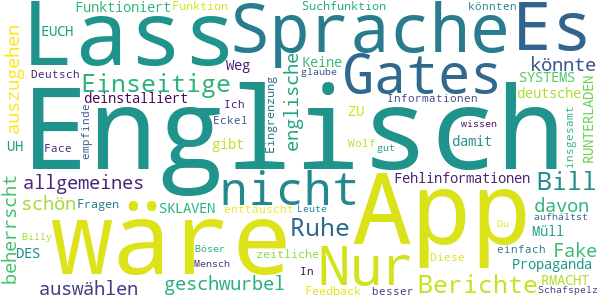 Funktioniert Funktion Suchfunktion könnten
Lass Sprache Es
EUCH Weg Keine
auszugehen
Deutsch Einseitige Gates könnte
deinstalliert englische glaube
SYSTEMS
deutsche
RUNTERLADEN
Englisch
empfinde Ich Eckel Eingrenzung Informationen wissen
UH Face gibt ZU Wolf gut damit insgesamt
allgemeines nicht App Fehlinformationen Bill
beherrscht
schön Fragen SKLAVEN enttäuscht Leute Ruhe Du davon aufhältst
wäre Nur
DES Billy Böser zeitliche Diese einfach Müll Fake
Propaganda
auswählen geschwurbel Mensch In Feedback besser Berichte RMACHT Schafspelz